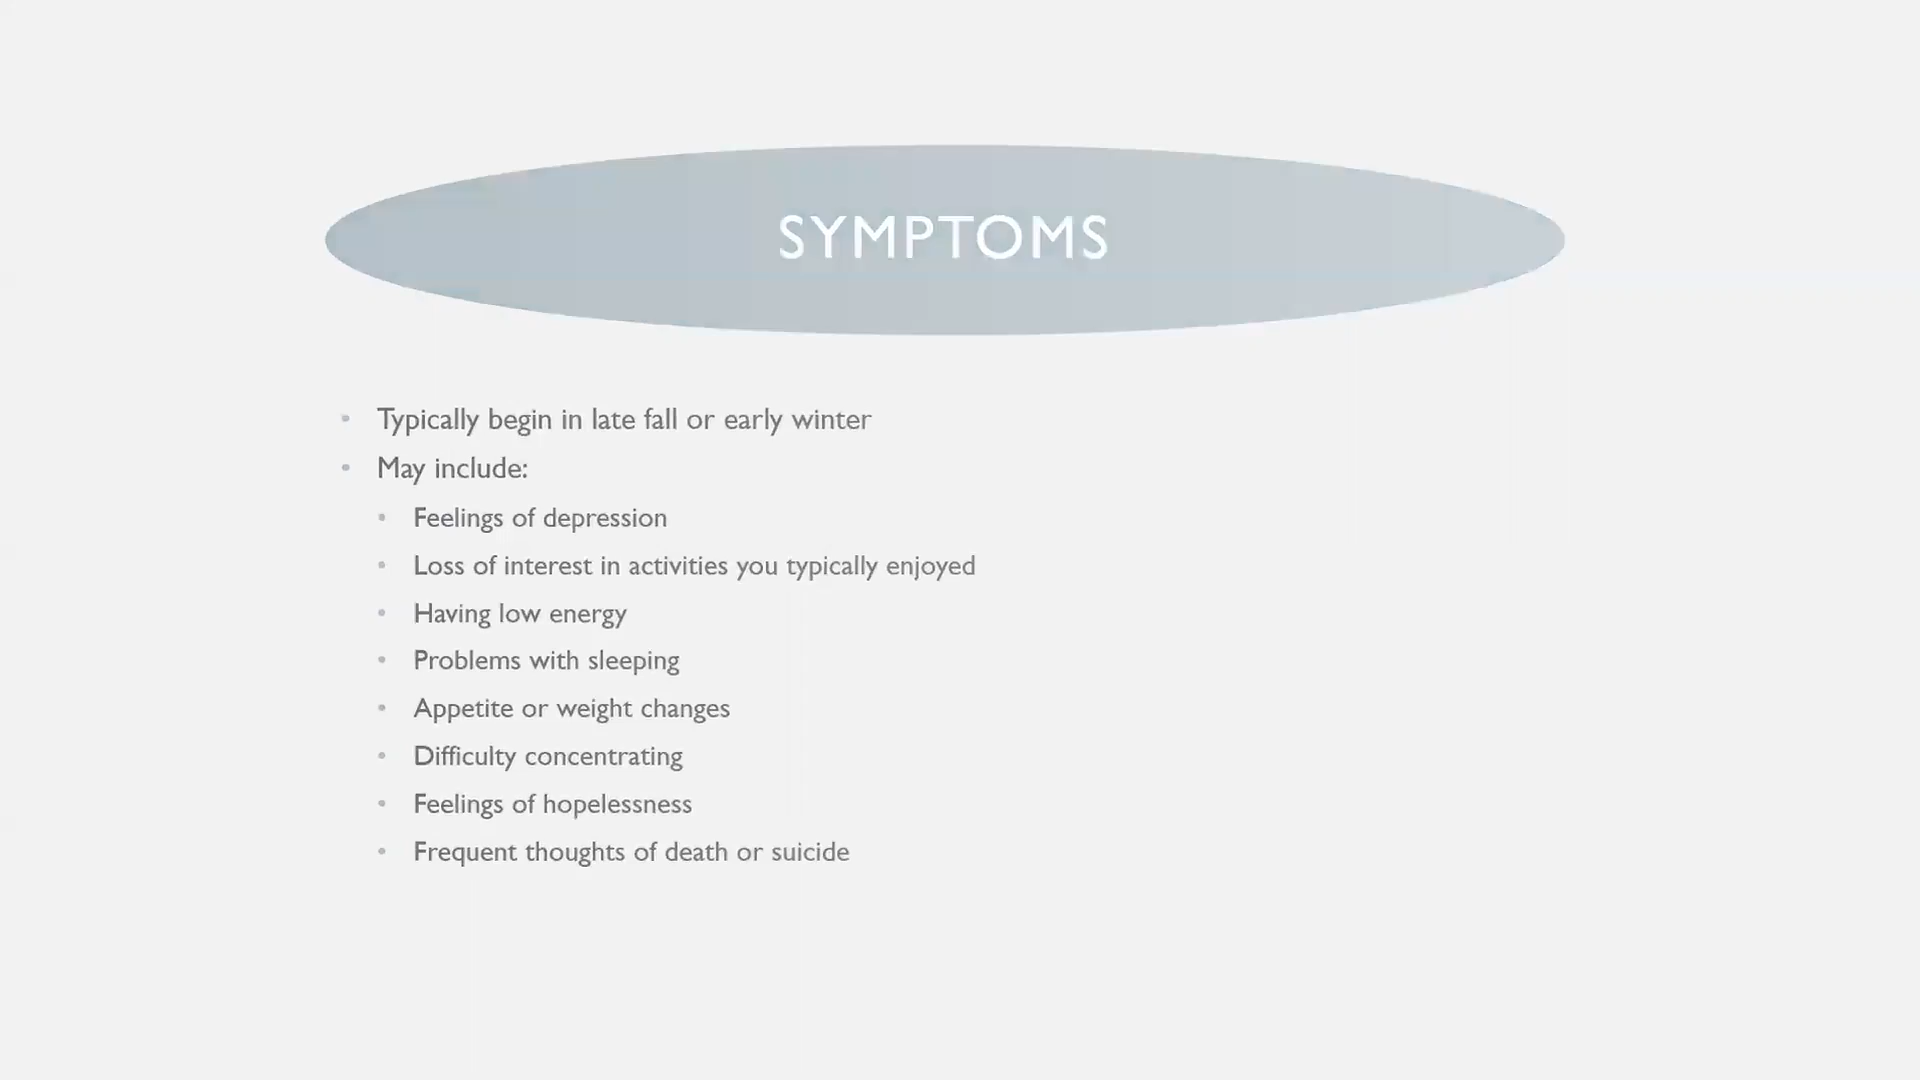 SYMPTOMS
• Typically begin in late fall or early winter
• May include:
• Feelings of depression
• Loss of interest in activities you typically enjoyed
• Having low energy
• Problems with sleeping
• Appetite or weight changes
• Difficulty concentrating
• Feelings of hopelessness
• Frequent thoughts of death or suicide